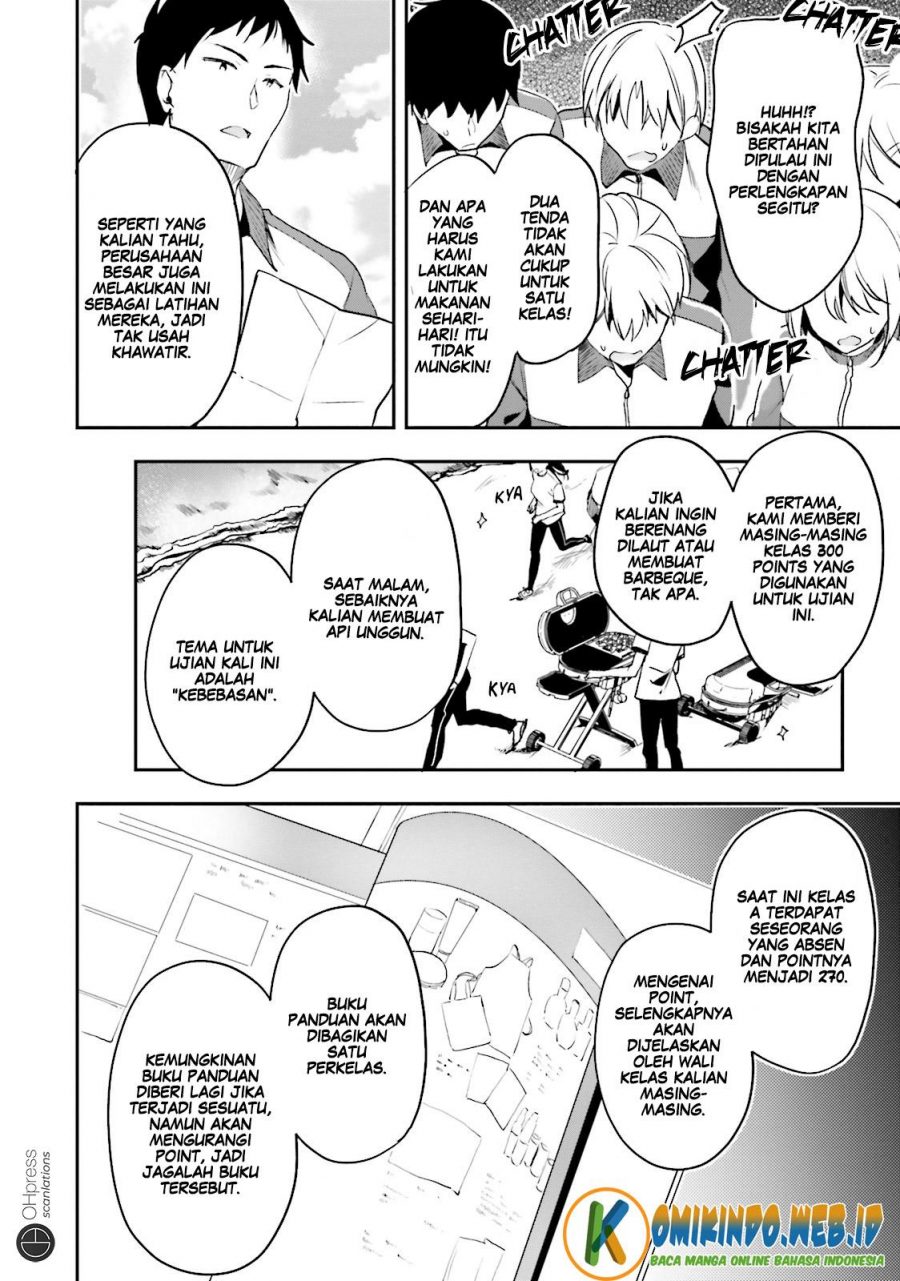 CHATTER
CHATTER
HUHH!?
BISAKAH KITA
BERTAHAN
DIPULAU INI
DENGAN
PERLENGKAPAN
SEGITU?
DUA
TENDA
TIDAK
AKAN
CUKUP
UNTUK
SATU
KELAS!
DAN APA
YANG
HARUS
KAMI
LAKUKAN
UNTUK
MAKANAN
SEHARI-
HARI! ITU
TIDAK
MUNGKIN!
CHATTER
SEPERTI YANG
KALIAN TAHU,
PERUSAHAAN
BESAR JUGA
MELAKUKAN INI
SEBAGAI LATIHAN
MEREKA, JADI
TAK USAH
KHAWATIR.
PERTAMA,
KAMI MEMBERI
MASING-MASING
KELAS 300
POINTS YANG
DIGUNAKAN
UNTUK UJIAN
INI.
JIKA
KALIAN INGIN
BERENANG
DILAUT ATAU
MEMBUAT
BARBEQUE,
TAK APA.
KYA
SAAT MALAM,
SEBAIKNYA
KALIAN MEMBUAT
API UNGGUN.
TEMA UNTUK
UJIAN KALI INI
ADALAH
"KEBEBASAN".
KYA
SAAT INI KELAS
A TERDAPAT
SESEORANG
YANG ABSEN
DAN POINTNYA
MENJADI 270.
MENGENAI
POINT,
SELENGKAPNYA
AKAN
DIJELASKAN
OLEH WALI
KELAS KALIAN
MASING-
MASING.
BUKU
PANDUAN AKAN
DIBAGIKAN
SATU
PERKELAS.
KEMUNGKINAN
BUKU PANDUAN
DIBERI LAGI JIKA
TERJADI SESUATU,
NAMUN AKAN
MENGURANGI
POINT, JADI
JAGALAH BUKU
TERSEBUT.
OHpress
scanlations
KOMIKINDO.WEB.ID
BACA MANGA ONLINE BAHASA INDONESIA